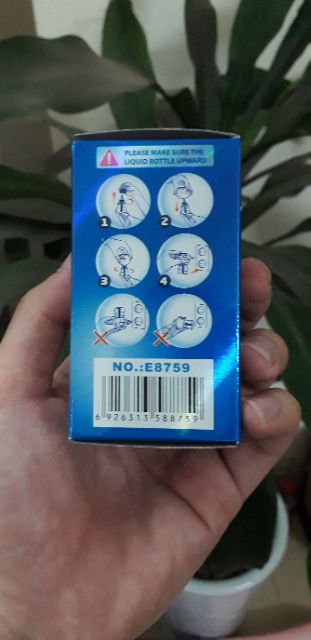 PLEASE MAKE SURE THE
LIQUID BOTTLE UPWARD
1
2
3
4
NO.:E8759
6 926313 588759